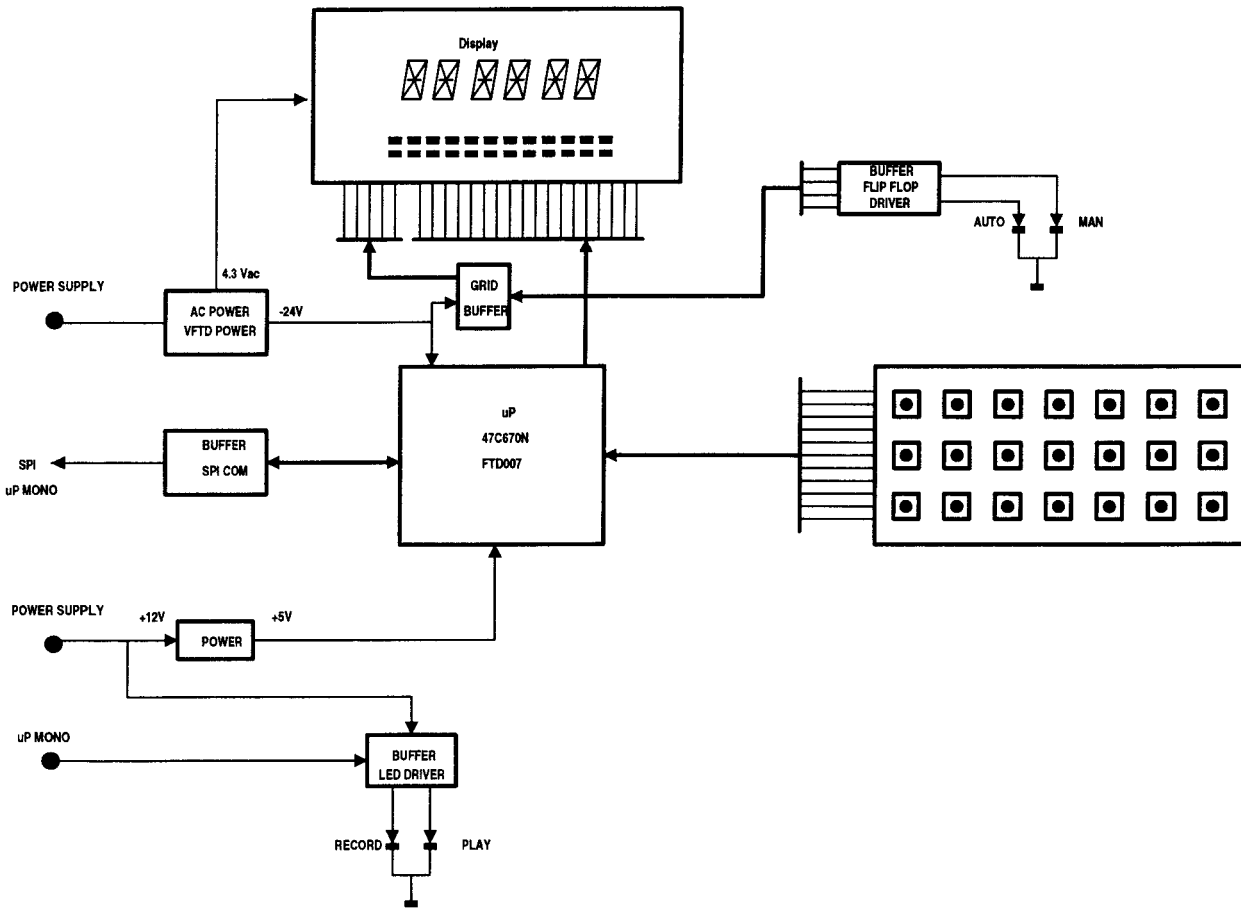 Display
BUFFER
FLIP FLOP
DRIVER
AUTO
MAN
4.3 Vac
POWER SUPPLY
GRID
BUFFER
AC POWER
VFTD POWER
-24V
uP
47C670N
FTD007
BUFFER
SPI COM
SPI
uP MONO
POWER SUPPLY
+12V
+5V
POWER
uP MONO
BUFFER
LED DRIVER
RECORD
PLAY